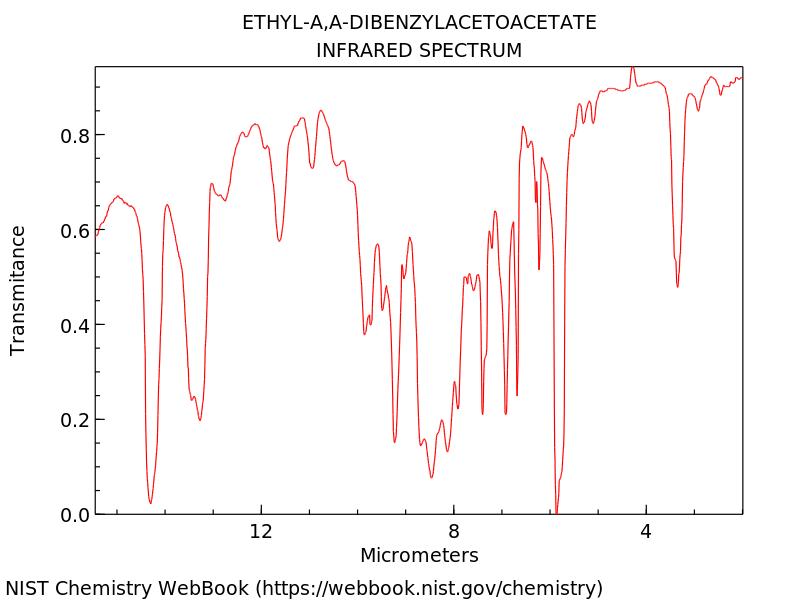 ETHYL-A,A-DIBENZYLACETOACETATE
INFRARED SPECTRUM
0.8
0.6
0.4
0.2
0.0
Transmitance
12
8
4
Micrometers
NIST Chemistry WebBook (https://webbook.nist.gov/chemistry)